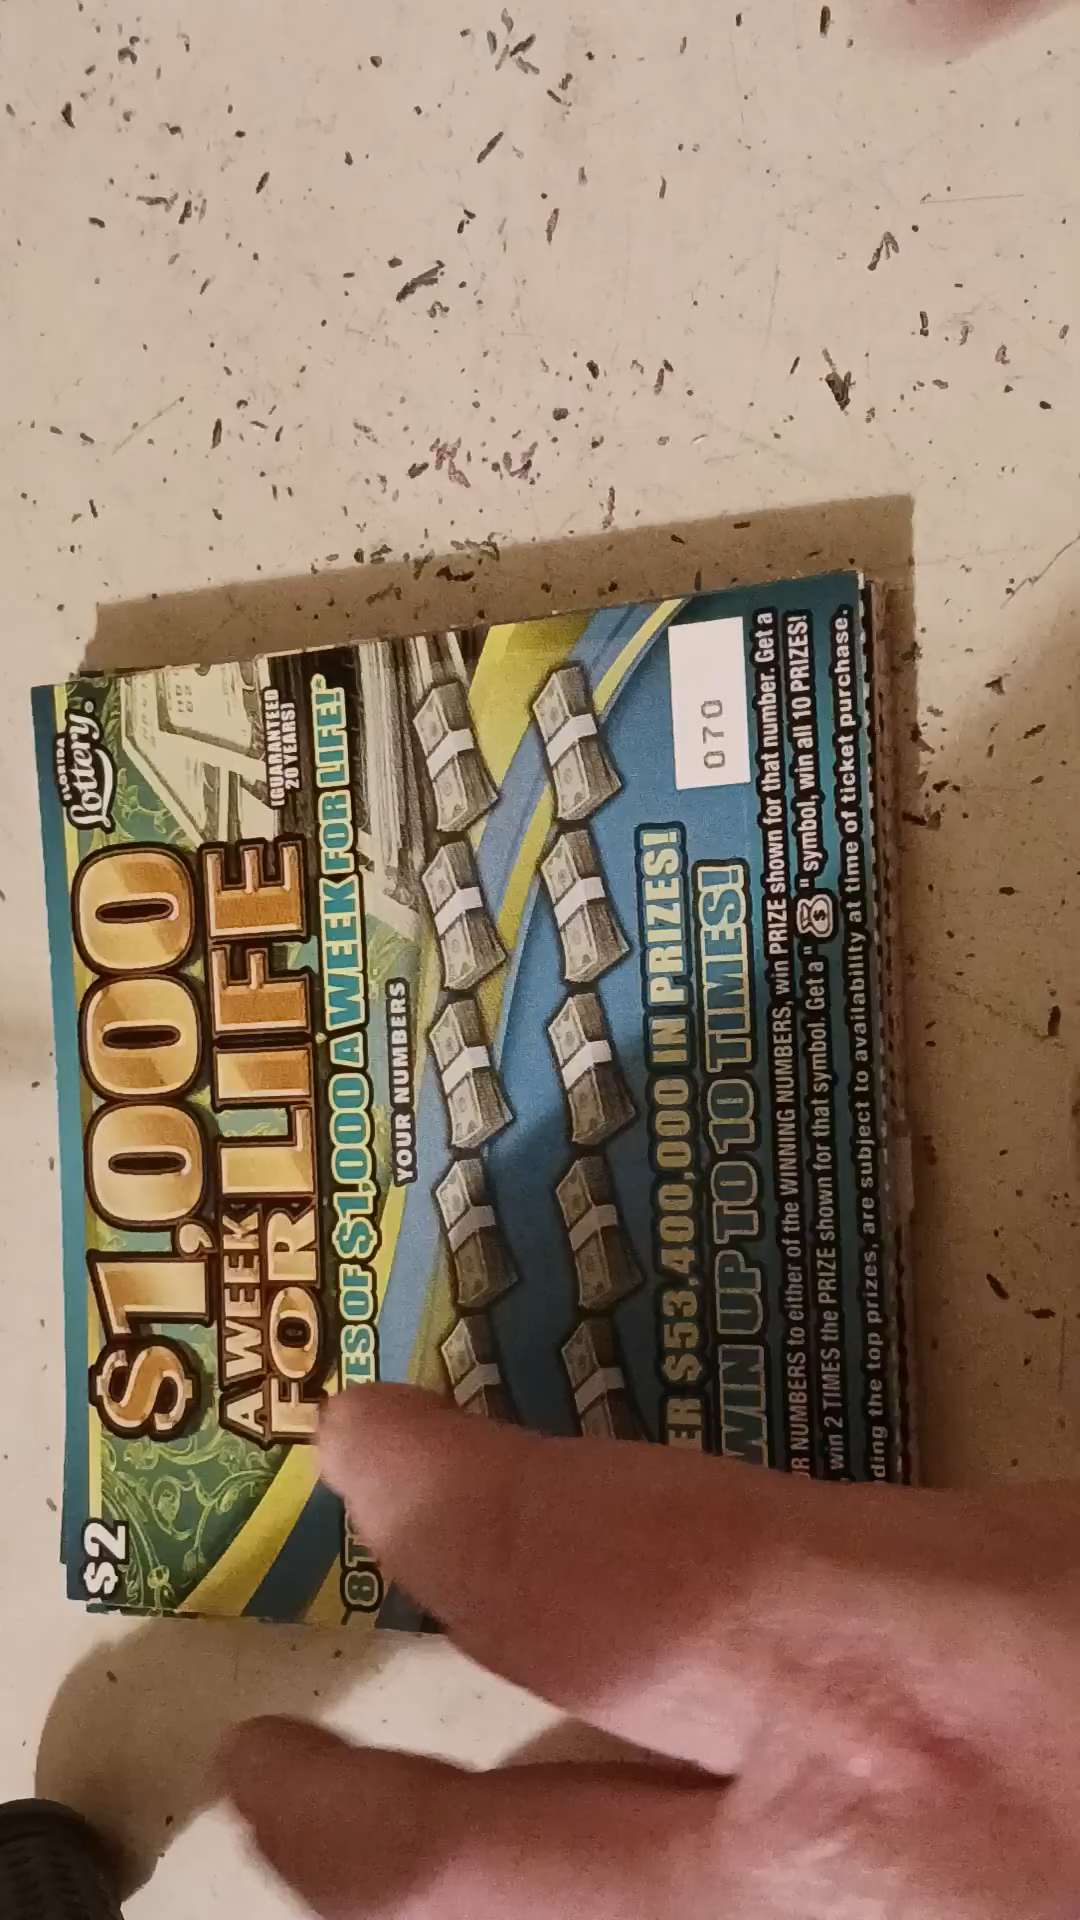 $2
FLORIDA
Lottery®
$1,000
A WEEK
FOR LIFE
(GUARANTEED
20 YEARS)
8 ES OF $1,000 A WEEK FOR LIFE!*
YOUR NUMBERS
$53,400,000 IN PRIZES!
WIN UP TO 10 TIMES!
070
NUMBERS to either of the WINNING NUMBERS, win PRIZE shown for that number. Get a
win 2 TIMES the PRIZE shown for that symbol. Get a " $ " symbol, win all 10 PRIZES!
the top prizes, are subject to availability at time of ticket purchase.